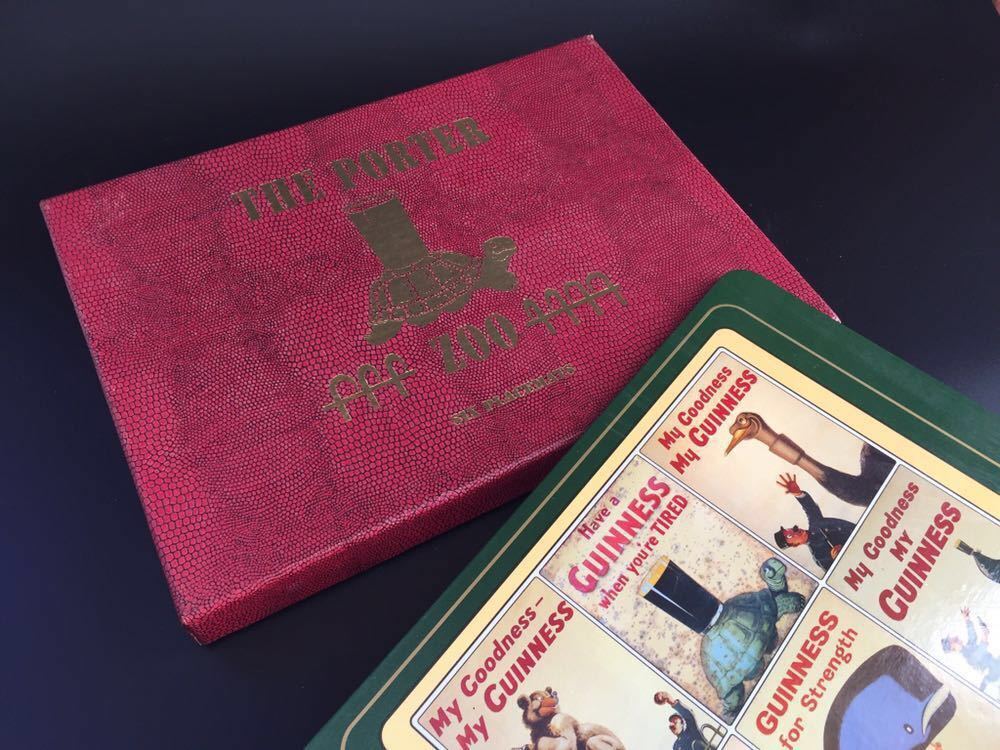 THE PORTER
ZOO
SIX PLACEMATS
My Goodness
My GUINNESS
Have a
GUINNESS
when you're TIRED
My Goodness
MY
GUINNESS
My Goodness-
My GUINNESS
GUINNESS
for Strength